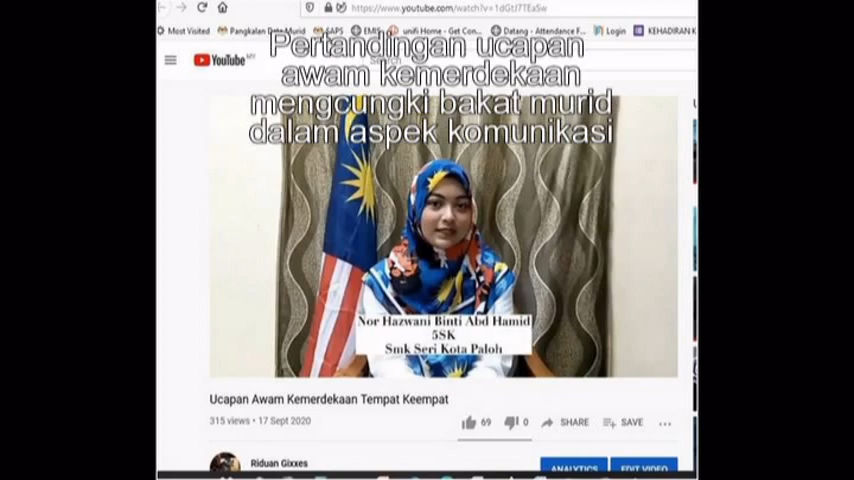 https://www.youtube.com/watch?v=1dGtJ7TEaSw
Most Visited Pangkalan Data Murid SAPS EMIS unifi Home - Get Con... Datang - Attendance F... Login KEHADIRAN K
YouTube MY
Pertandingan ucapan
awam kemerdekaan
mengcungki bakat murid
dalam aspek komunikasi
Nor Hazwani Binti Abd Hamid
5SK
Smk Seri Kota Paloh
Ucapan Awam Kemerdekaan Tempat Keempat
315 views • 17 Sept 2020
69 0 SHARE SAVE
Riduan Gixxes
ANALYTICS EDIT VIDEO